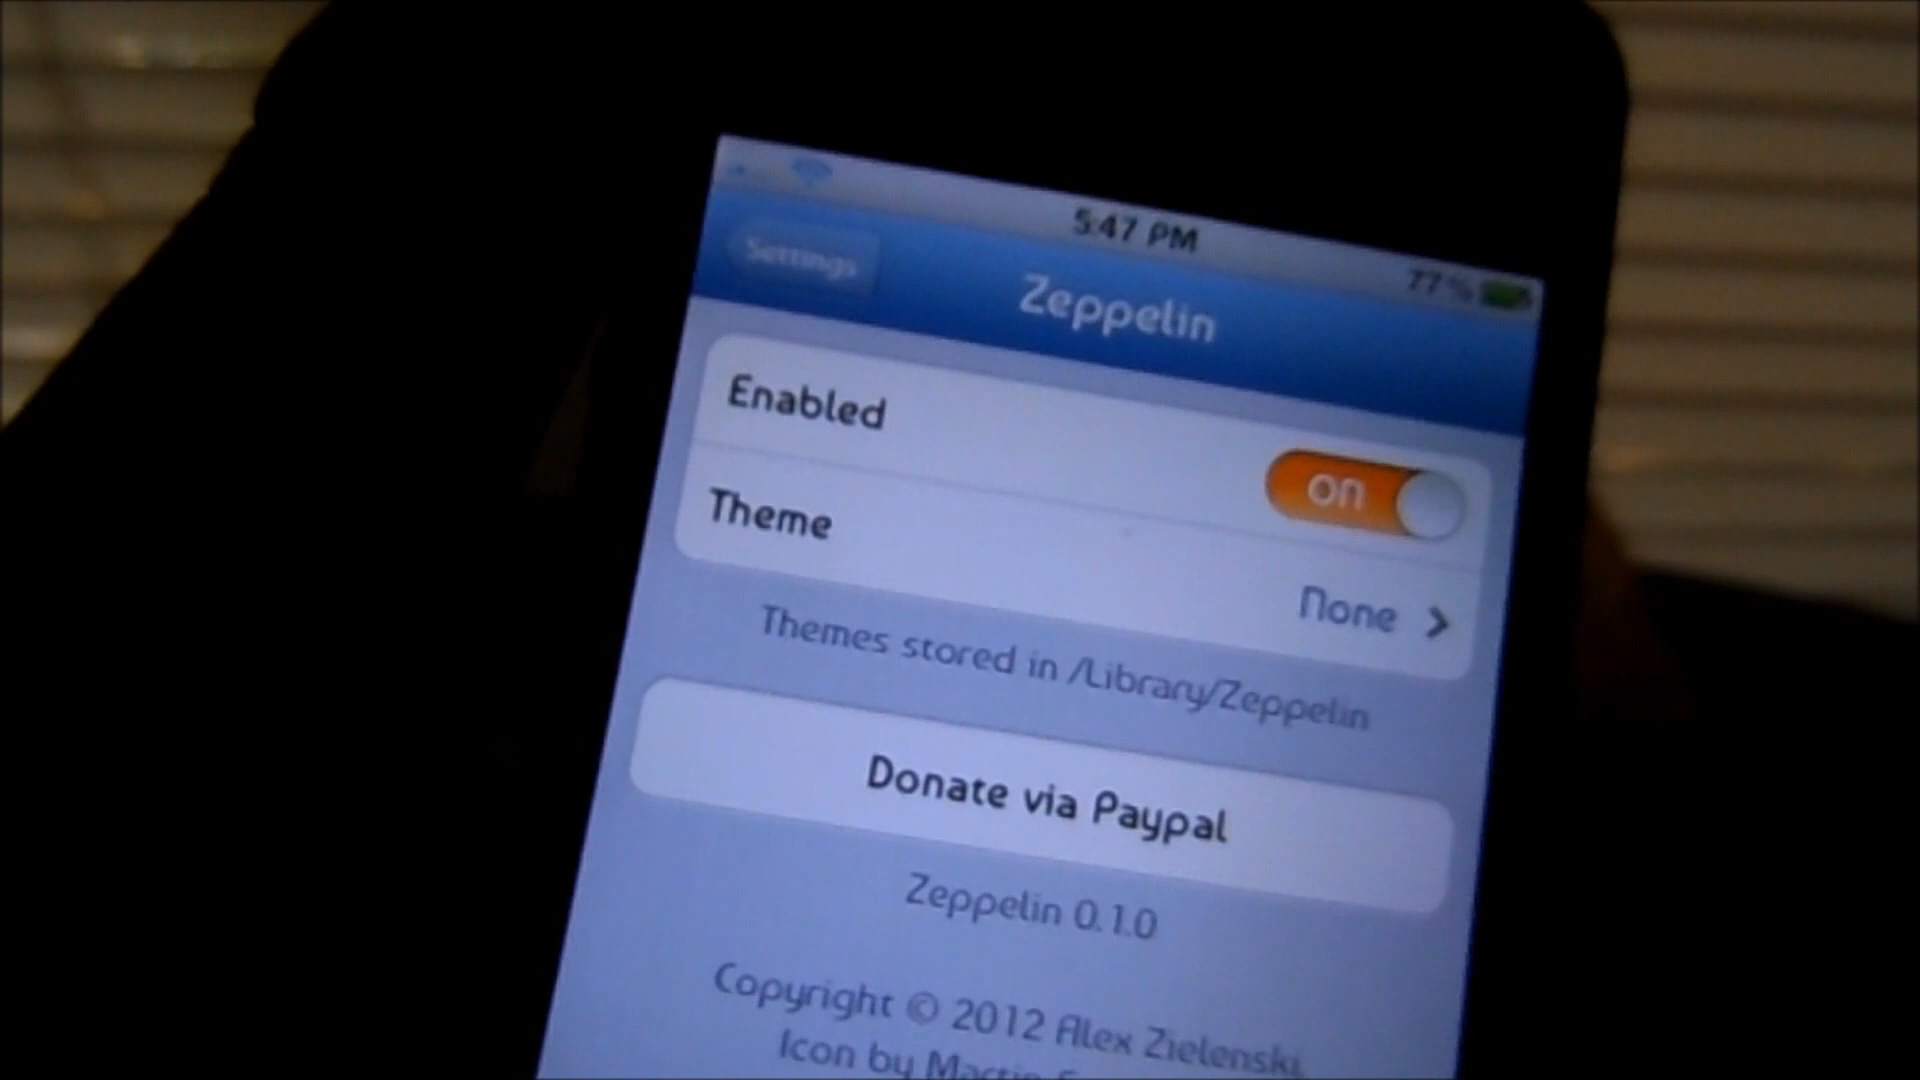 5:47 PM
77%
Settings
Zeppelin
Enabled
ON
Theme
None
Themes stored in /Library/Zeppelin
Donate via Paypal
Zeppelin 0.1.0
Copyright © 2012 Alex Zielenski,
Icon by